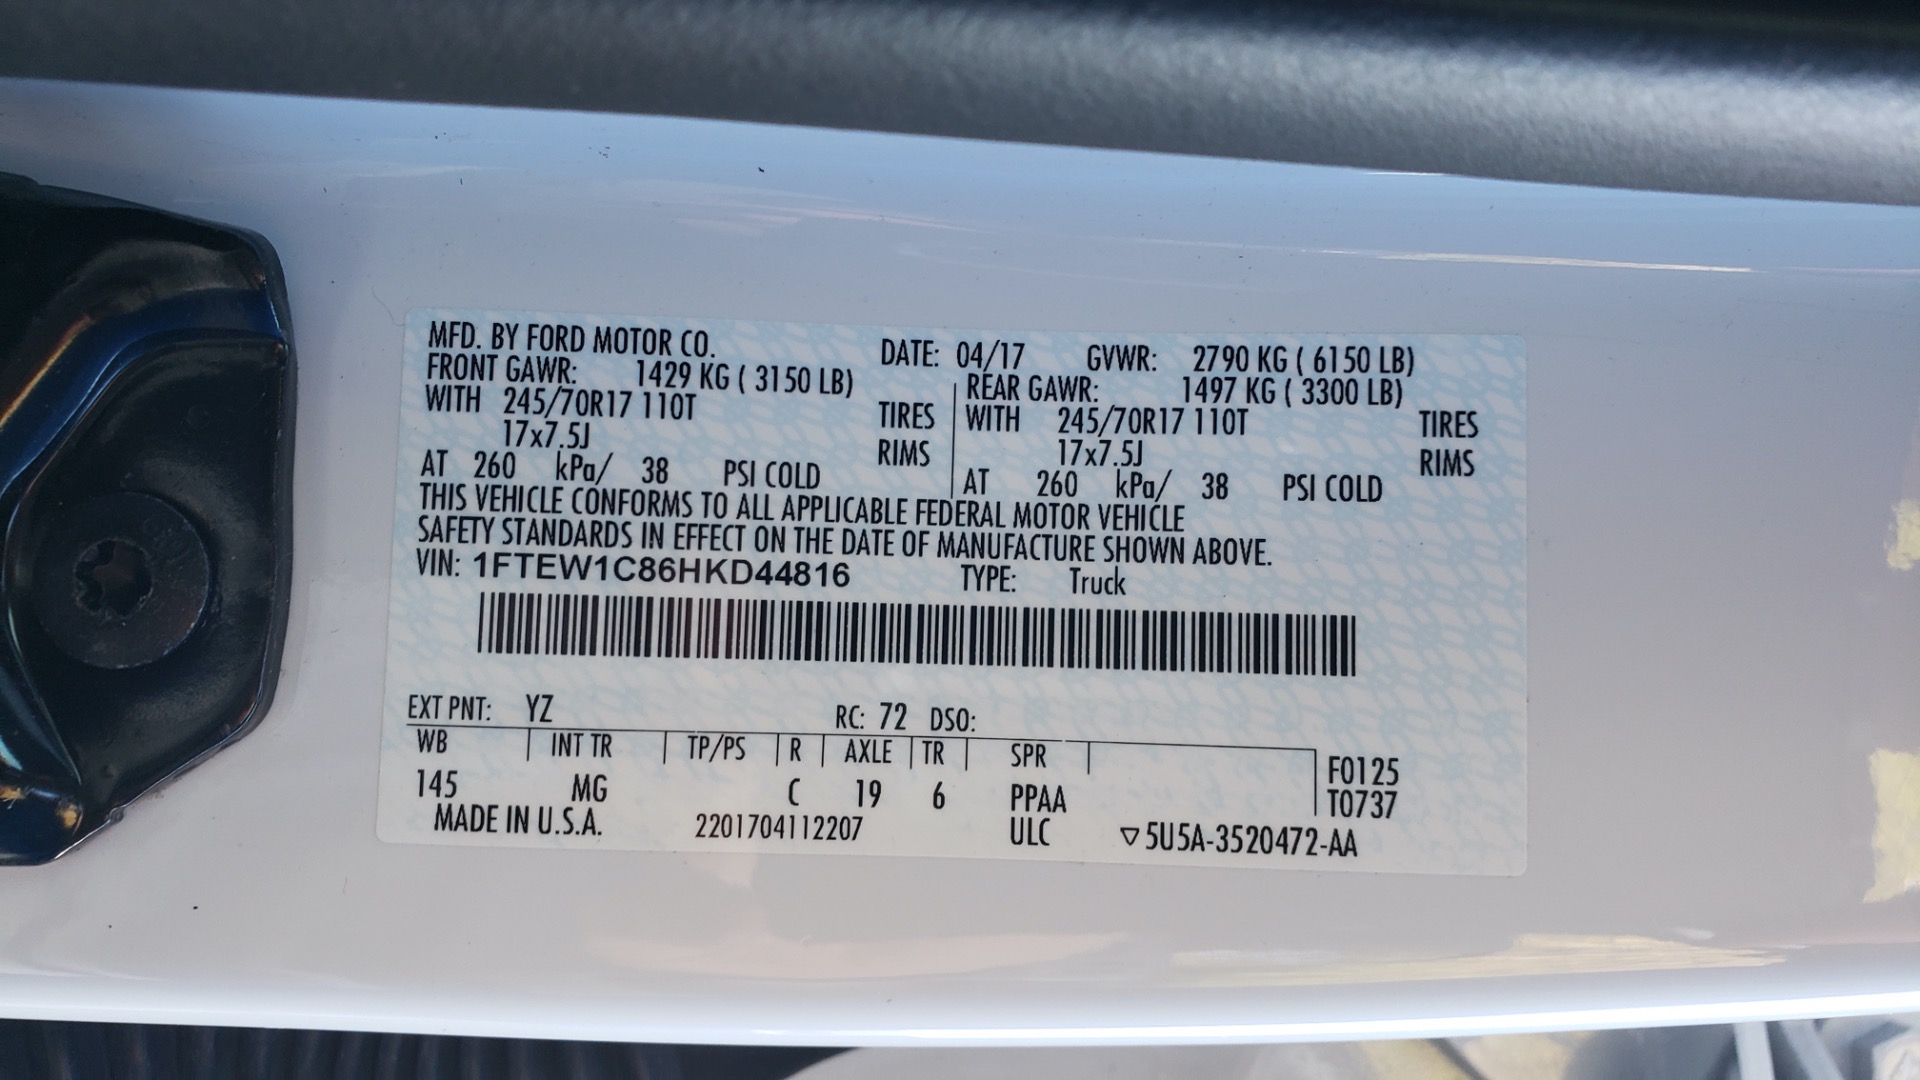 MFD. BY FORD MOTOR CO. DATE: 04/17 GVWR: 2790 KG ( 6150 LB)
FRONT GAWR: 1429 KG ( 3150 LB) REAR GAWR: 1497 KG ( 3300 LB)
WITH 245/70R17 110T TIRES WITH 245/70R17 110T TIRES
17x7.5J RIMS 17x7.5J RIMS
AT 260 kPa/ 38 PSI COLD AT 260 kPa/ 38 PSI COLD
THIS VEHICLE CONFORMS TO ALL APPLICABLE FEDERAL MOTOR VEHICLE
SAFETY STANDARDS IN EFFECT ON THE DATE OF MANUFACTURE SHOWN ABOVE.
VIN: 1FTEW1C86HKD44816 TYPE: Truck
EXT PNT: YZ RC: 72 DSO:
WB INT TR TP/PS R AXLE TR SPR F0125
145 MG C 19 6 PPAA T0737
MADE IN U.S.A. 2201704112207 ULC ▽5U5A-3520472-AA